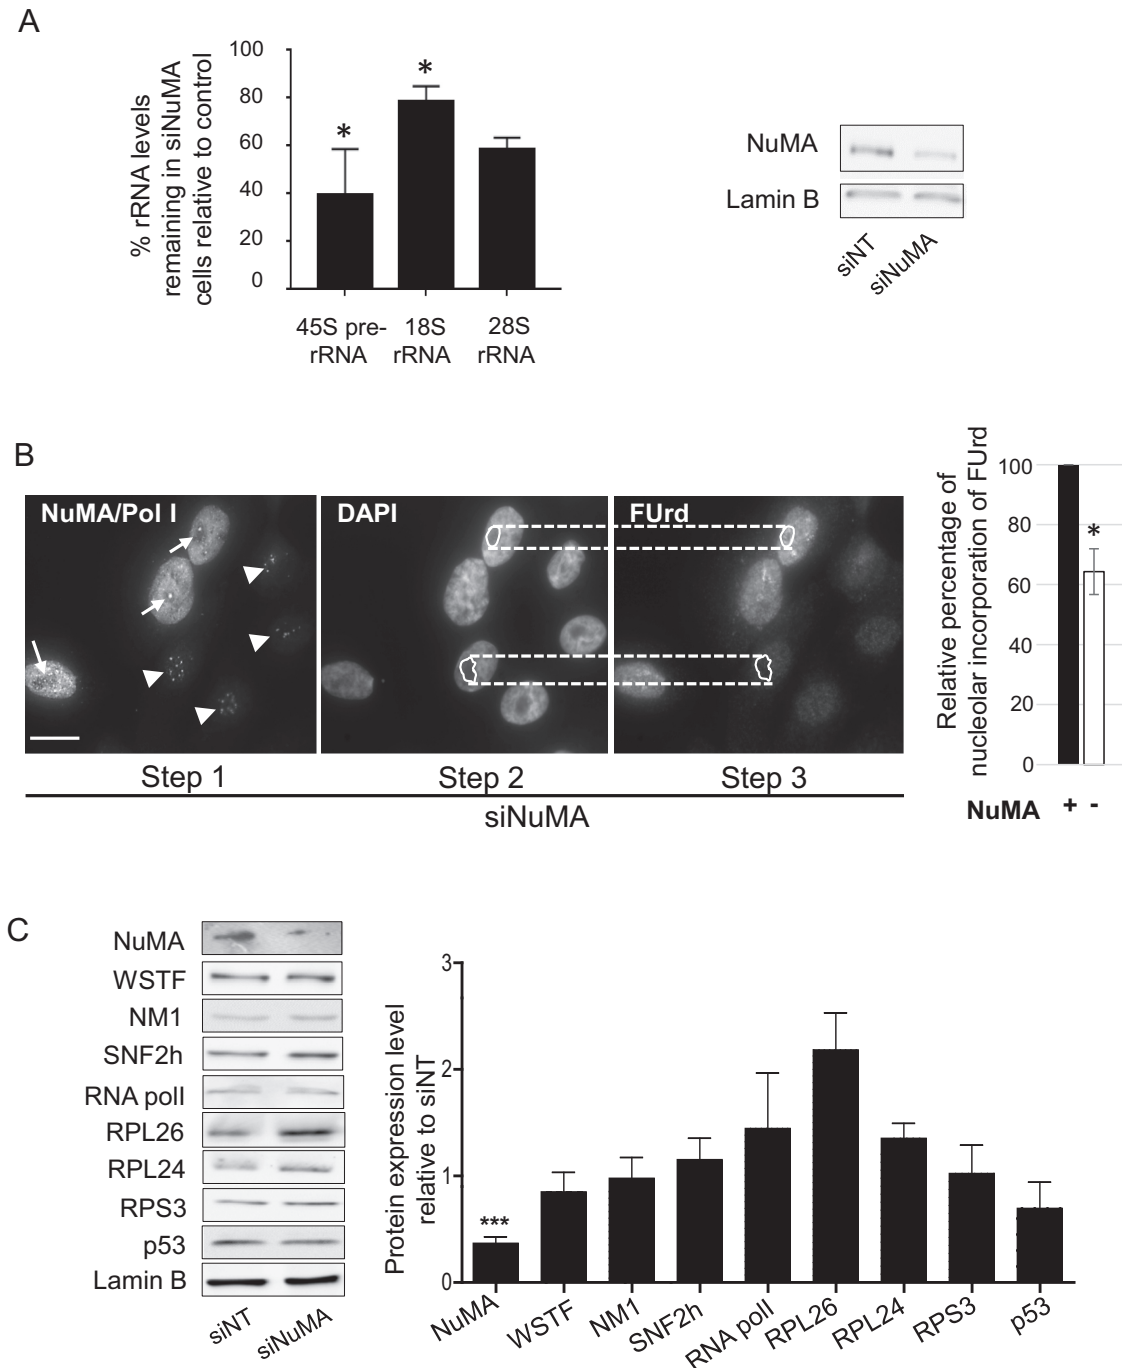 A
% rRNA levels
remaining in siNuMA
cells relative to control
100
80
60
40
20
0
*
*
45S pre-
rRNA
18S
rRNA
28S
rRNA
NuMA
Lamin B
siNT
siNuMA
B
NuMA/Pol I
DAPI
FUrd
Step 1
Step 2
Step 3
siNuMA
Relative percentage of
nucleolar incorporation of FUrd
100
80
60
40
20
0
*
NuMA + -
C
NuMA
WSTF
NM1
SNF2h
RNA polI
RPL26
RPL24
RPS3
p53
Lamin B
siNT
siNuMA
Protein expression level
relative to siNT
3
2
1
0
***
NuMA
WSTF
NM1
SNF2h
RNA polI
RPL26
RPL24
RPS3
p53